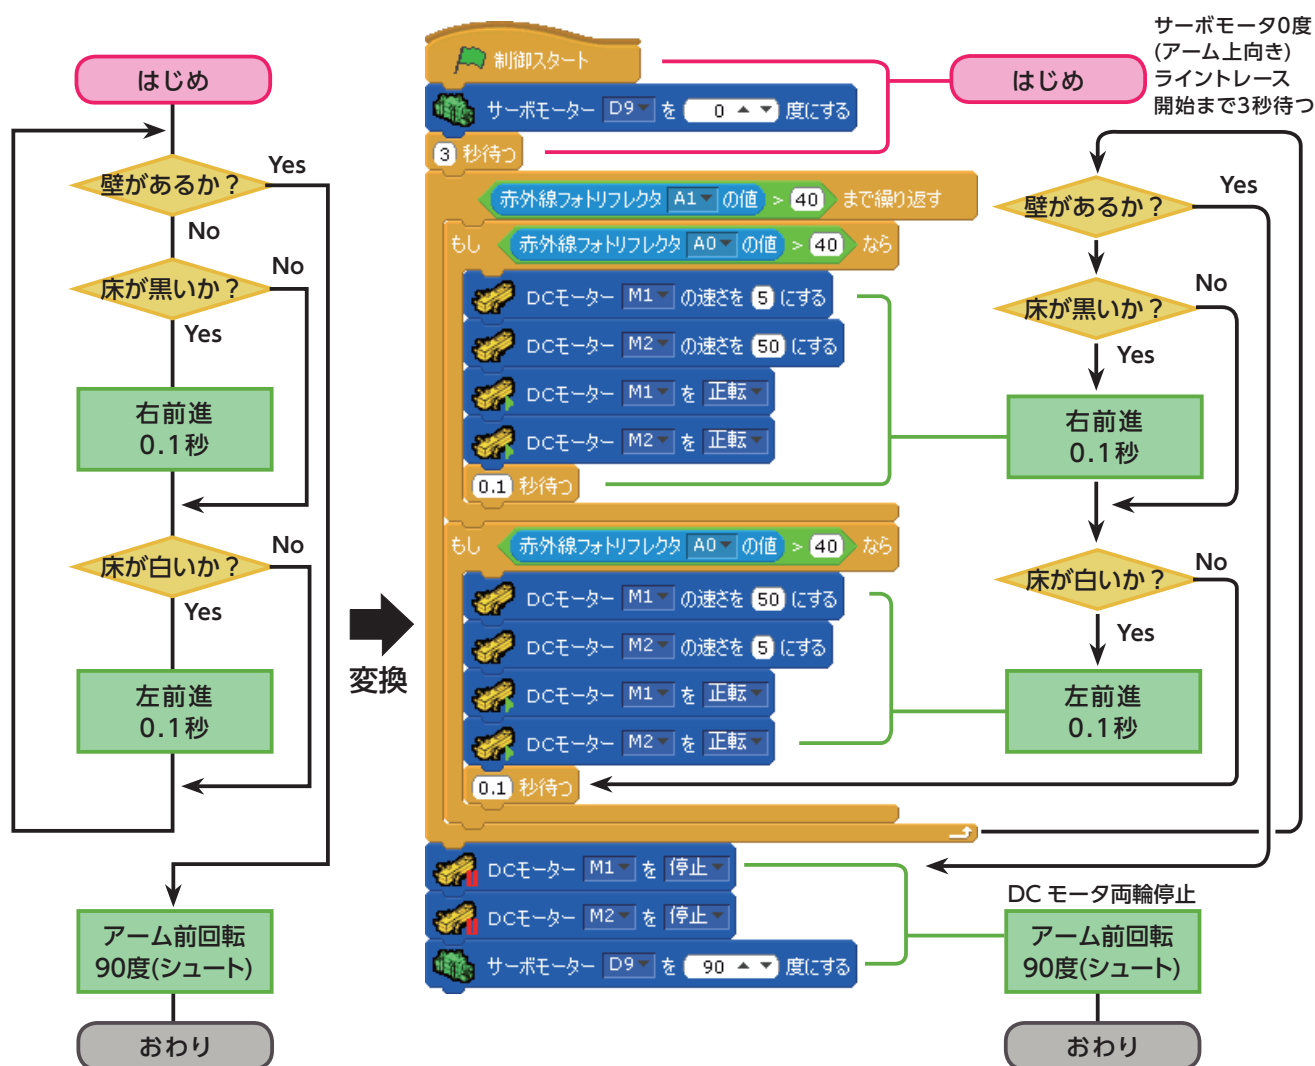 はじめ
壁があるか？
Yes
No
床が黒いか？
No
Yes
右前進
0.1秒
床が白いか？
No
Yes
左前進
0.1秒
アーム前回転
90度(シュート)
おわり
変換
制御スタート
サーボモーター D9 を 0 度にする
3 秒待つ
赤外線フォトリフレクタ A1 の値 > 40 まで繰り返す
もし 赤外線フォトリフレクタ A0 の値 > 40 なら
DCモーター M1 の速さを 5 にする
DCモーター M2 の速さを 50 にする
DCモーター M1 を 正転
DCモーター M2 を 正転
0.1 秒待つ
もし 赤外線フォトリフレクタ A0 の値 > 40 なら
DCモーター M1 の速さを 50 にする
DCモーター M2 の速さを 5 にする
DCモーター M1 を 正転
DCモーター M2 を 正転
0.1 秒待つ
DCモーター M1 を 停止
DCモーター M2 を 停止
サーボモーター D9 を 90 度にする
はじめ
サーボモータ0度
(アーム上向き)
ライントレース
開始まで3秒待つ
壁があるか？
Yes
床が黒いか？
No
Yes
右前進
0.1秒
床が白いか？
No
Yes
左前進
0.1秒
DCモータ両輪停止
アーム前回転
90度(シュート)
おわり